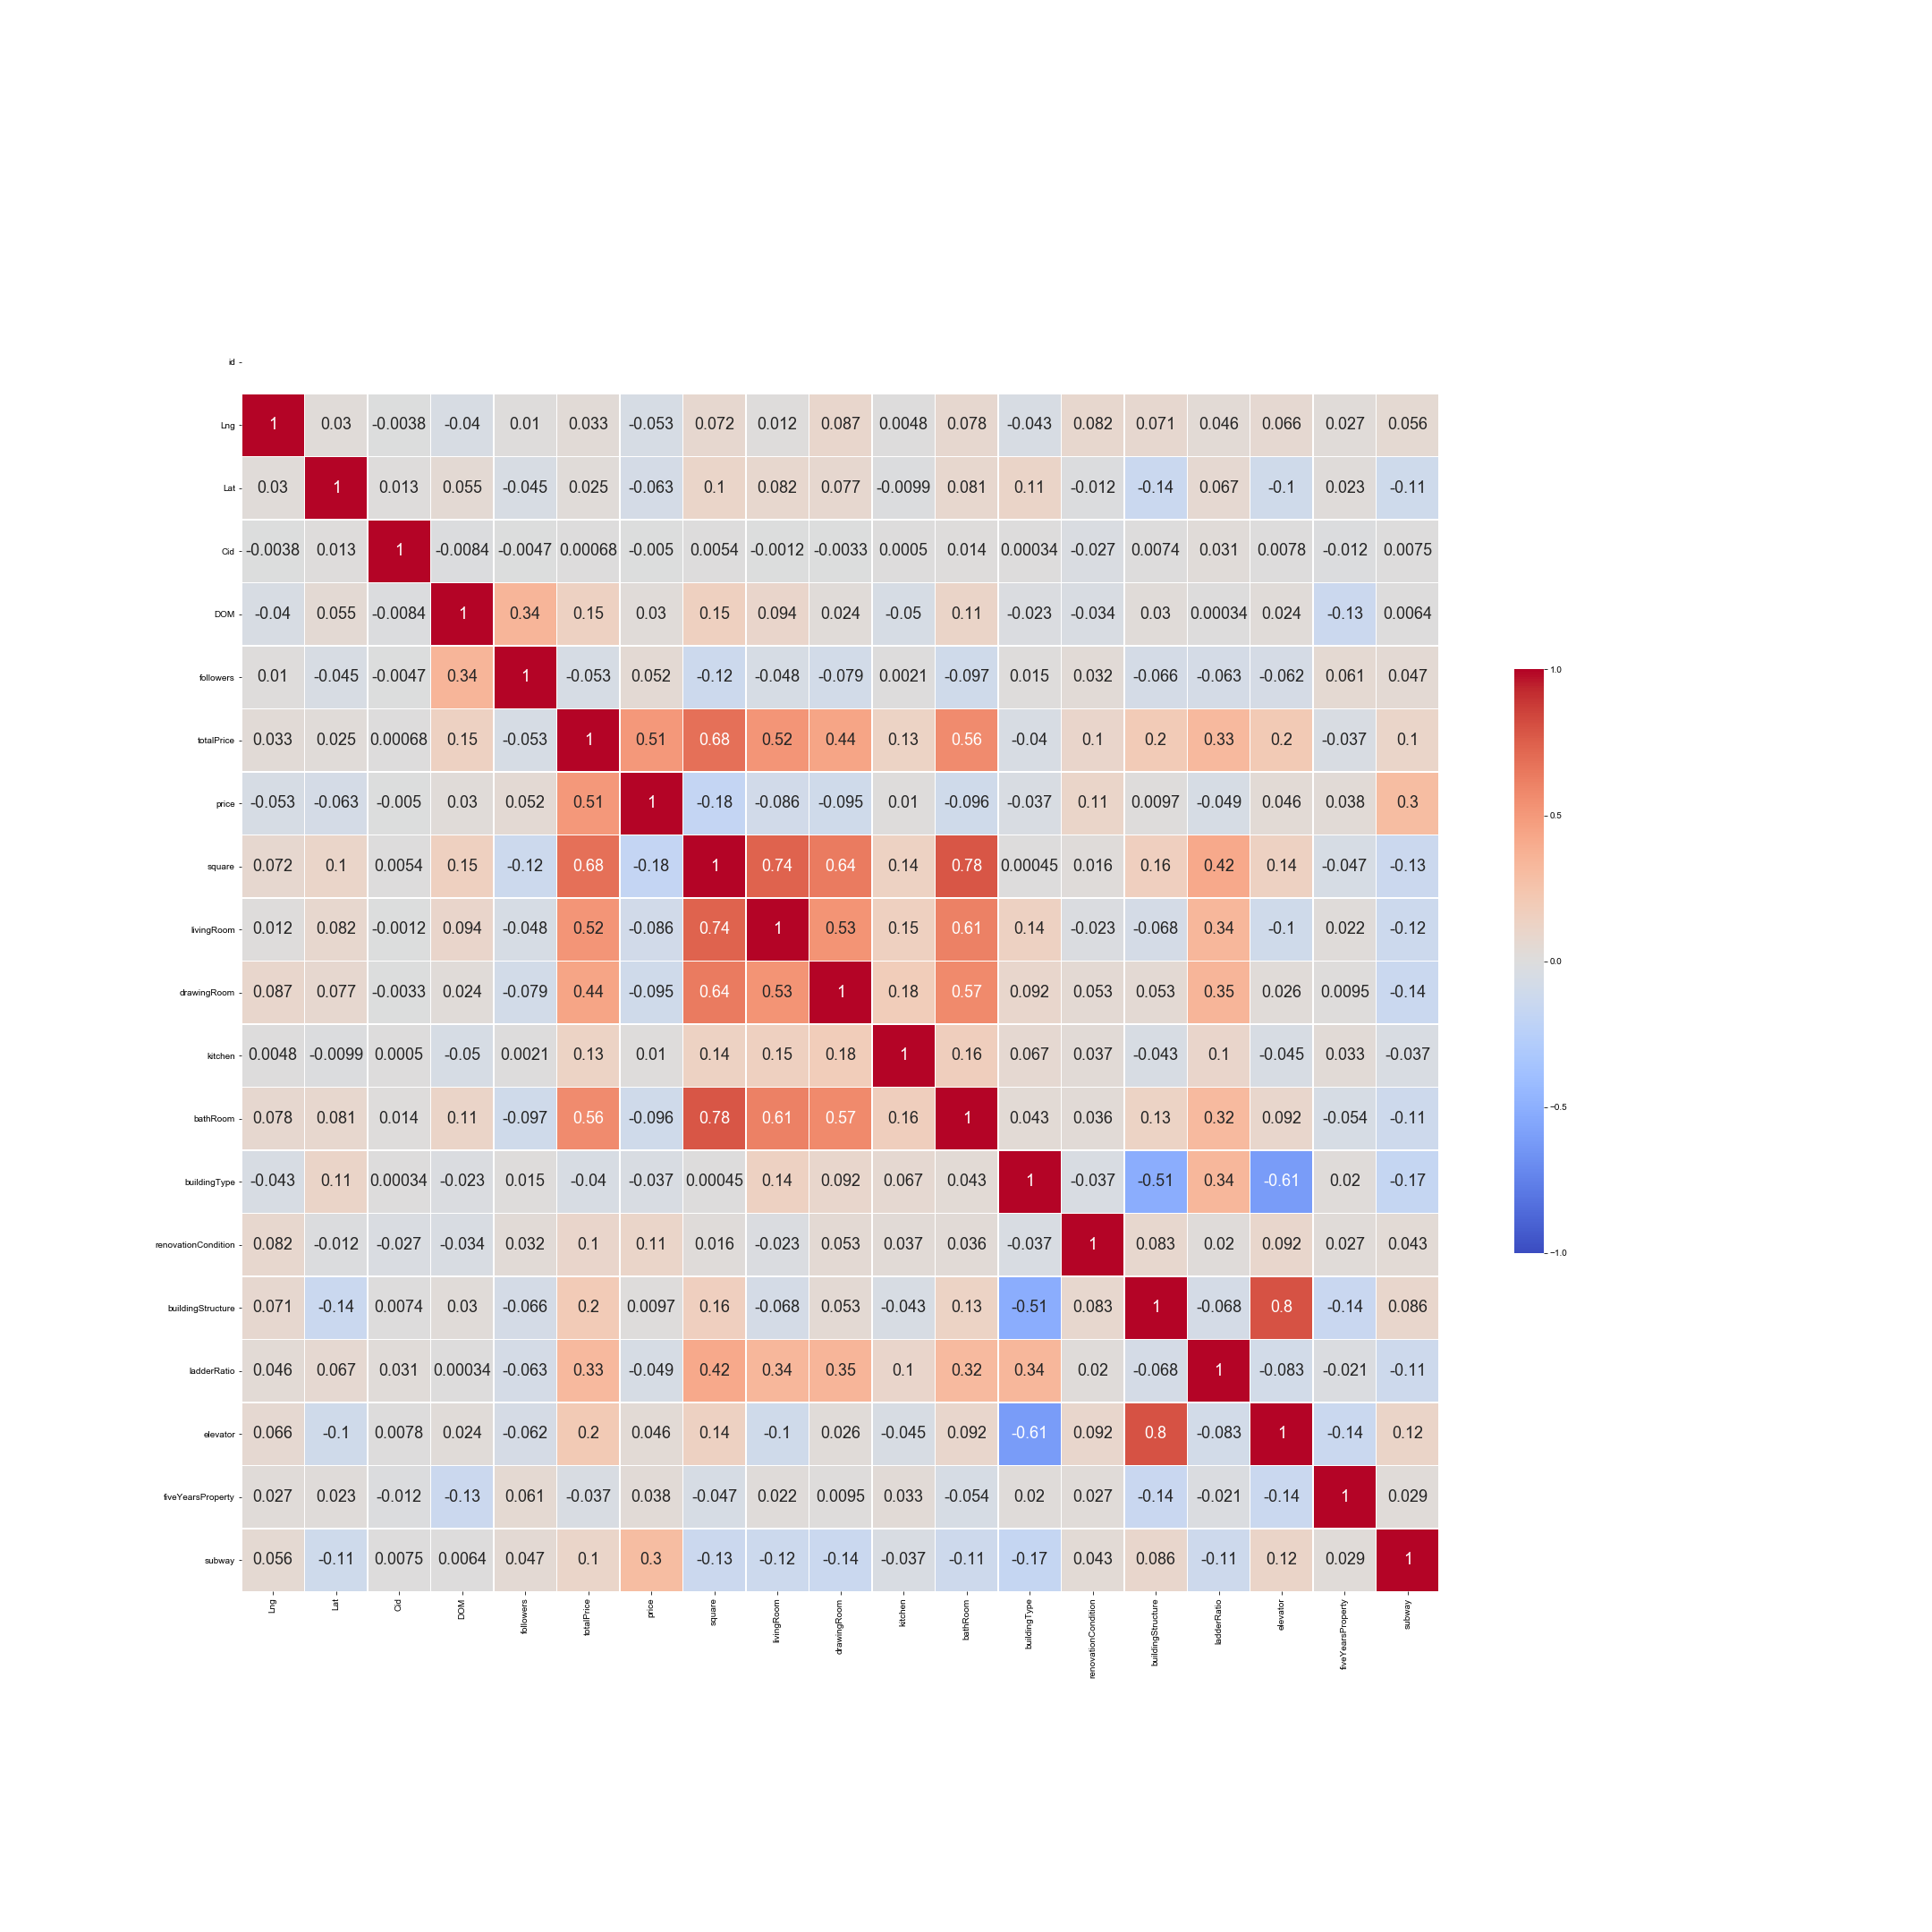 id
Lng 1 0.03 -0.0038 -0.04 0.01 0.033 -0.053 0.072 0.012 0.087 0.0048 0.078 -0.043 0.082 0.071 0.046 0.066 0.027 0.056
Lat 0.03 1 0.013 0.055 -0.045 0.025 -0.063 0.1 0.082 0.077 -0.0099 0.081 0.11 -0.012 -0.14 0.067 -0.1 0.023 -0.11
Cid -0.0038 0.013 1 -0.0084 -0.0047 0.00068 -0.005 0.0054 -0.0012 -0.0033 0.0005 0.014 0.00034 -0.027 0.0074 0.031 0.0078 -0.012 0.0075
DOM -0.04 0.055 -0.0084 1 0.34 0.15 0.03 0.15 0.094 0.024 -0.05 0.11 -0.023 -0.034 0.03 0.00034 0.024 -0.13 0.0064
followers 0.01 -0.045 -0.0047 0.34 1 -0.053 0.052 -0.12 -0.048 -0.079 0.0021 -0.097 0.015 0.032 -0.066 -0.063 -0.062 0.061 0.047
totalPrice 0.033 0.025 0.00068 0.15 -0.053 1 0.51 0.68 0.52 0.44 0.13 0.56 -0.04 0.1 0.2 0.33 0.2 -0.037 0.1
price -0.053 -0.063 -0.005 0.03 0.052 0.51 1 -0.18 -0.086 -0.095 0.01 -0.096 -0.037 0.11 0.0097 -0.049 0.046 0.038 0.3
square 0.072 0.1 0.0054 0.15 -0.12 0.68 -0.18 1 0.74 0.64 0.14 0.78 0.00045 0.016 0.16 0.42 0.14 -0.047 -0.13
livingRoom 0.012 0.082 -0.0012 0.094 -0.048 0.52 -0.086 0.74 1 0.53 0.15 0.61 0.14 -0.023 -0.068 0.34 -0.1 0.022 -0.12
drawingRoom 0.087 0.077 -0.0033 0.024 -0.079 0.44 -0.095 0.64 0.53 1 0.18 0.57 0.092 0.053 0.053 0.35 0.026 0.0095 -0.14
kitchen 0.0048 -0.0099 0.0005 -0.05 0.0021 0.13 0.01 0.14 0.15 0.18 1 0.16 0.067 0.037 -0.043 0.1 -0.045 0.033 -0.037
bathRoom 0.078 0.081 0.014 0.11 -0.097 0.56 -0.096 0.78 0.61 0.57 0.16 1 0.043 0.036 0.13 0.32 0.092 -0.054 -0.11
buildingType -0.043 0.11 0.00034 -0.023 0.015 -0.04 -0.037 0.00045 0.14 0.092 0.067 0.043 1 -0.037 -0.51 0.34 -0.61 0.02 -0.17
renovationCondition 0.082 -0.012 -0.027 -0.034 0.032 0.1 0.11 0.016 -0.023 0.053 0.037 0.036 -0.037 1 0.083 0.02 0.092 0.027 0.043
buildingStructure 0.071 -0.14 0.0074 0.03 -0.066 0.2 0.0097 0.16 -0.068 0.053 -0.043 0.13 -0.51 0.083 1 -0.068 0.8 -0.14 0.086
ladderRatio 0.046 0.067 0.031 0.00034 -0.063 0.33 -0.049 0.42 0.34 0.35 0.1 0.32 0.34 0.02 -0.068 1 -0.083 -0.021 -0.11
elevator 0.066 -0.1 0.0078 0.024 -0.062 0.2 0.046 0.14 -0.1 0.026 -0.045 0.092 -0.61 0.092 0.8 -0.083 1 -0.14 0.12
fiveYearsProperty 0.027 0.023 -0.012 -0.13 0.061 -0.037 0.038 -0.047 0.022 0.0095 0.033 -0.054 0.02 0.027 -0.14 -0.021 -0.14 1 0.029
subway 0.056 -0.11 0.0075 0.0064 0.047 0.1 0.3 -0.13 -0.12 -0.14 -0.037 -0.11 -0.17 0.043 0.086 -0.11 0.12 0.029 1
Lng Lat Cid DOM followers totalPrice price square livingRoom drawingRoom kitchen bathRoom buildingType renovationCondition buildingStructure ladderRatio elevator fiveYearsProperty subway
1.0
0.5
0.0
−0.5
−1.0